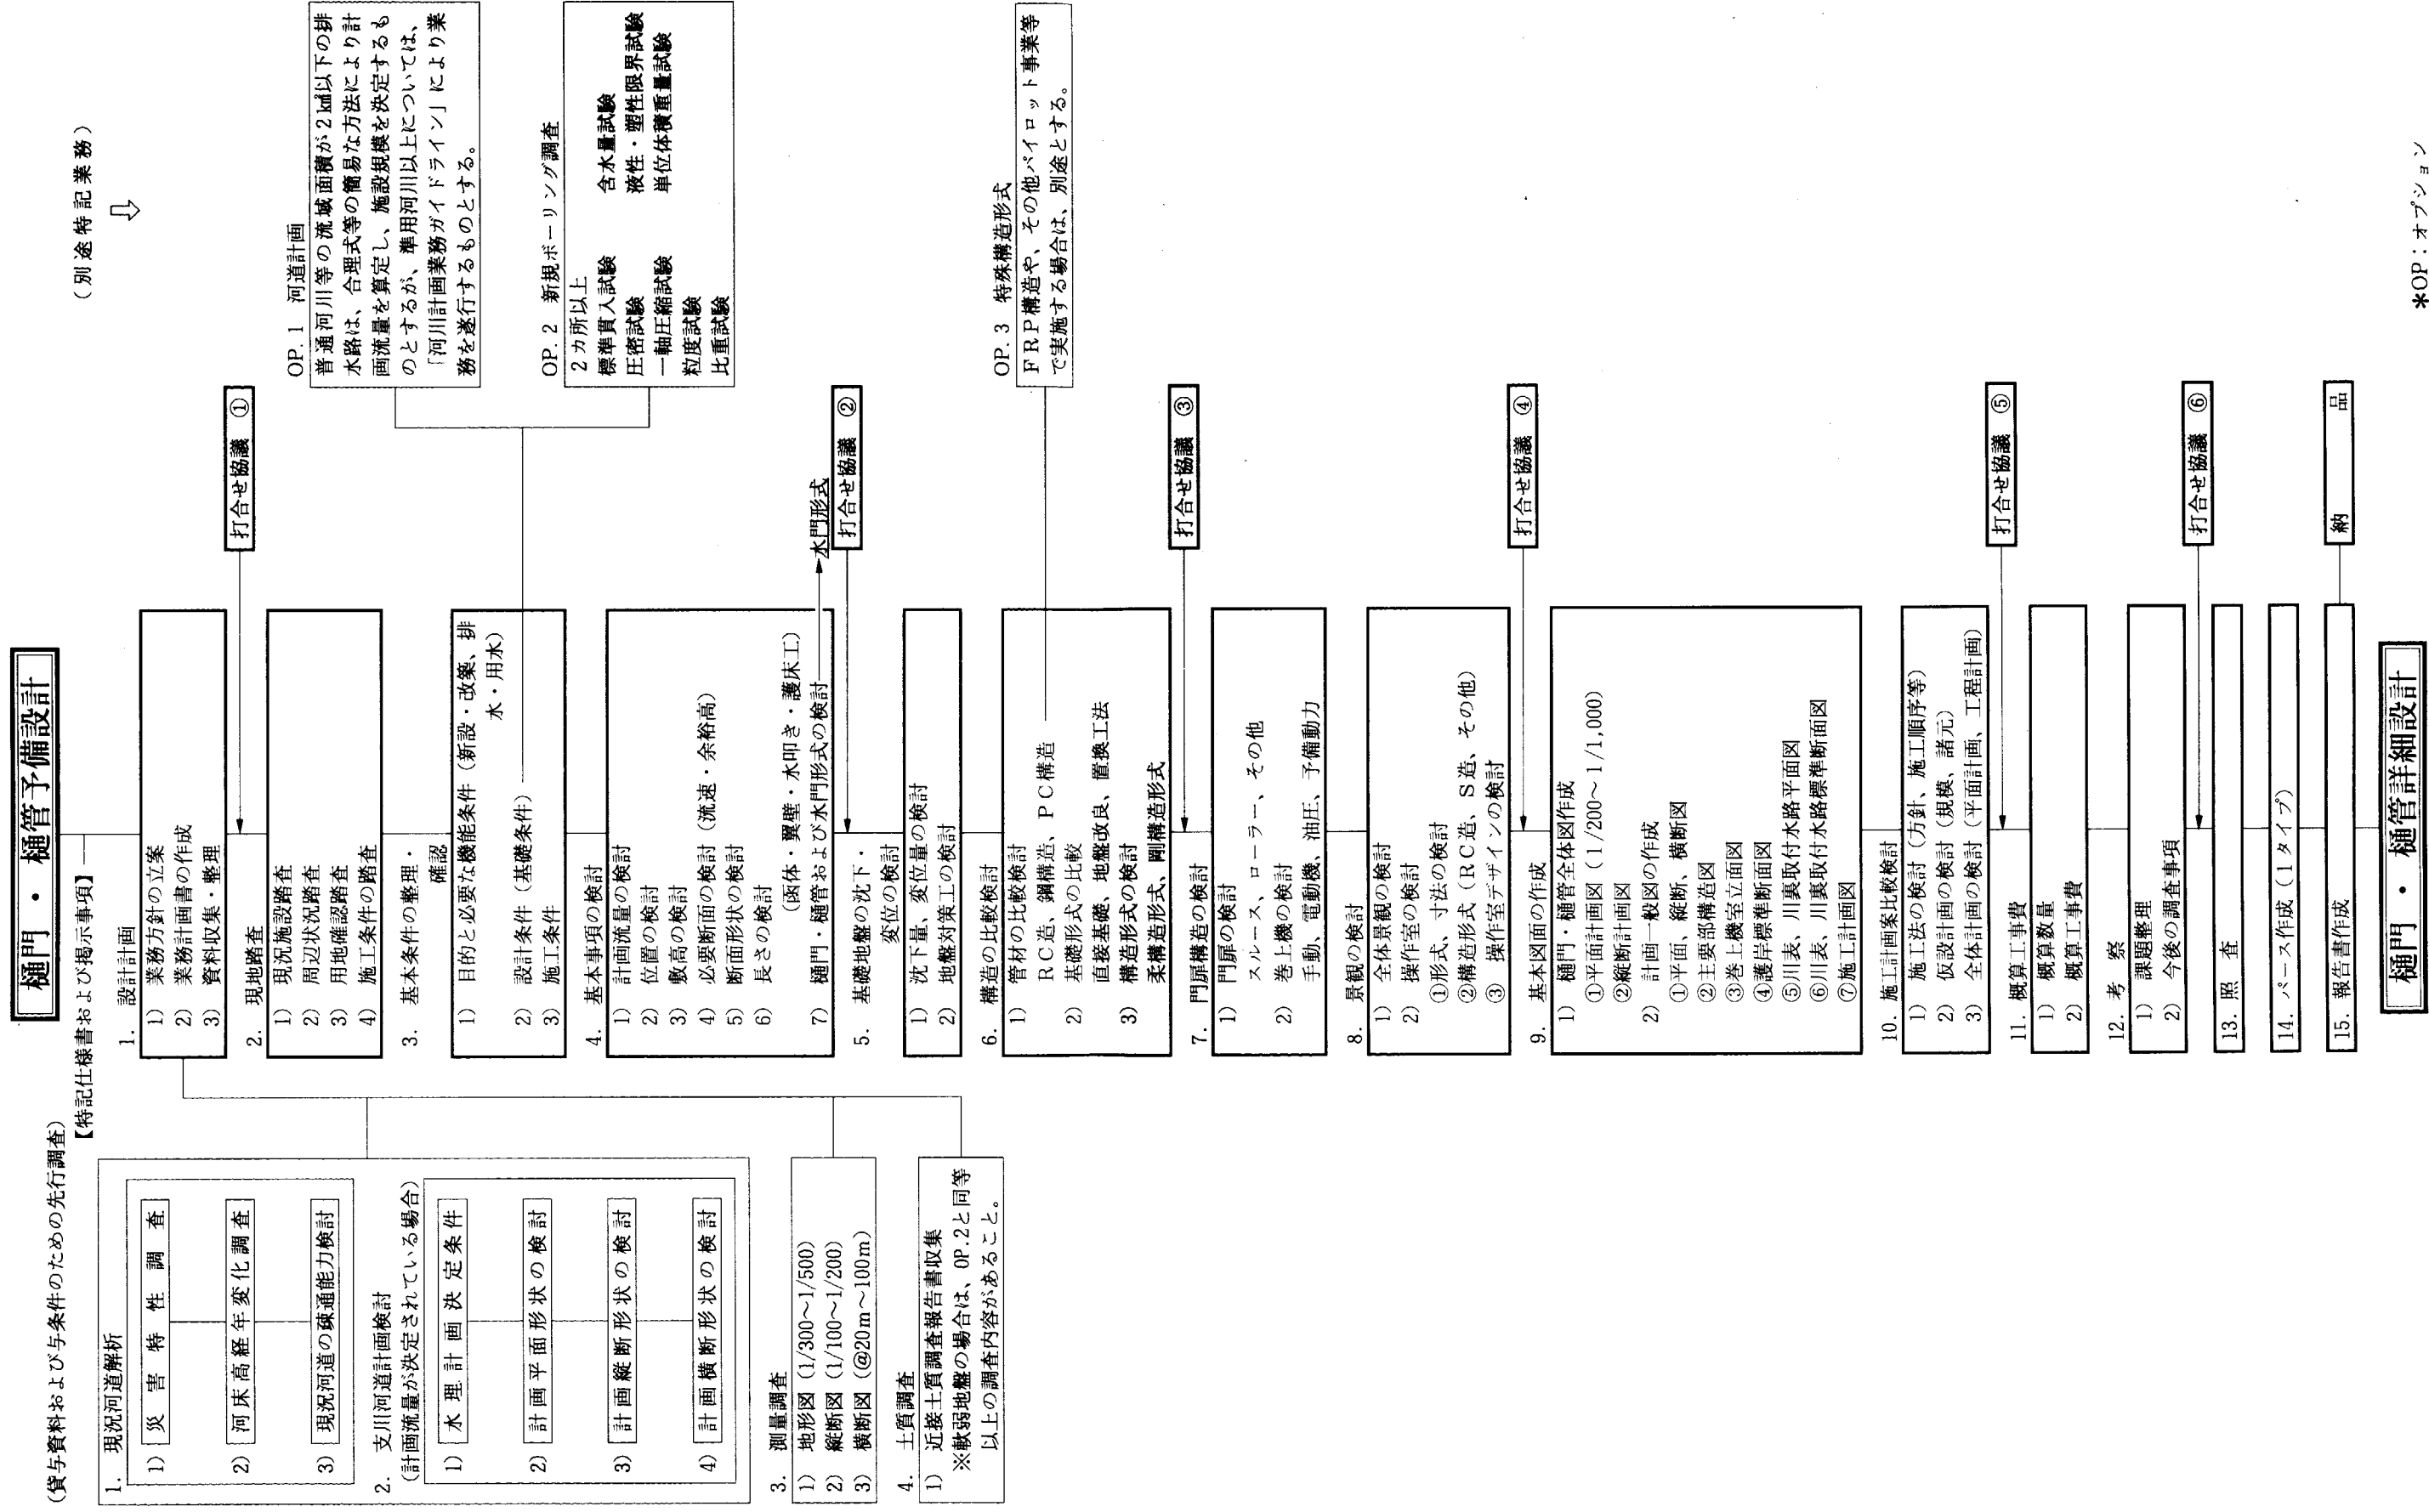 樋門・樋管予備設計
(貸与資料および与条件のための先行調査)
【特記仕様書および掲示事項】
(別途特記業務)
1. 現況河道解析
1) 災害特性調査
2) 河床高経年変化調査
3) 現況河道の疎通能力検討
2. 支川河道計画検討
(計画流量が決定されている場合)
1) 水理計画決定条件
2) 計画平面形状の検討
3) 計画縦断形状の検討
4) 計画横断形状の検討
3. 測量調査
1) 地形図 (1/300～1/500)
2) 縦断図 (1/100～1/200)
3) 横断図 (@20m～100m)
4. 土質調査
1) 近接土質調査報告書収集
※軟弱地盤の場合は、OP.2と同等
以上の調査内容があること。
1. 設計計画
1) 業務方針の立案
2) 業務計画書の作成
3) 資料収集・整理
打合せ協議 ①
2. 現地踏査
1) 現況施設踏査
2) 周辺状況踏査
3) 用地確認踏査
4) 施工条件の踏査
3. 基本条件の整理・
確認
1) 目的と必要な機能条件（新設・改築、排
水・用水）
2) 設計条件（基礎条件）
3) 施工条件
OP. 1 河道計画
普通河川等の流域面積が2㎢以下の排
水路は、合理式等の簡易な方法により計
画流量を算定し、施設規模を決定するも
のとするが、準用河川以上については、
「河川計画業務ガイドライン」により業
務を遂行するものとする。
OP. 2 新規ボーリング調査
2カ所以上
標準貫入試験 含水量試験
圧密試験 液性・塑性限界試験
一軸圧縮試験 単位体積重量試験
粒度試験
比重試験
4. 基本事項の検討
1) 計画流量の検討
2) 位置の検討
3) 敷高の検討
4) 必要断面の検討（流速・余裕高）
5) 断面形状の検討
6) 長さの検討
（函体・翼壁・水叩き・護床工）
7) 樋門・樋管および水門形式の検討
水門形式
打合せ協議 ②
5. 基礎地盤の沈下・
変位の検討
1) 沈下量、変位量の検討
2) 地盤対策工の検討
6. 構造の比較検討
1) 管材の比較検討
RC造、鋼構造、PC構造
2) 基礎形式の比較
直接基礎、地盤改良、置換工法
3) 構造形式の検討
柔構造形式、剛構造形式
OP. 3 特殊構造形式
FRP構造や、その他パイロット事業等
で実施する場合は、別途とする。
打合せ協議 ③
7. 門扉構造の検討
1) 門扉の検討
スルース、ローラー、その他
2) 巻上機の検討
手動、電動機、油圧、予備動力
8. 景観の検討
1) 全体景観の検討
2) 操作室の検討
①形式、寸法の検討
②構造形式（RC造、S造、その他）
③ 操作室デザインの検討
打合せ協議 ④
9. 基本図面の作成
1) 樋門・樋管全体図作成
①平面計画図（1/200～1/1,000）
②縦断計画図
2) 計画一般図の作成
①平面、縦断、横断図
②主要部構造図
③巻上機室立面図
④護岸標準断面図
⑤川表、川裏取付水路平面図
⑥川表、川裏取付水路標準断面図
⑦施工計画図
10. 施工計画案比較検討
1) 施工法の検討（方針、施工順序等）
2) 仮設計画の検討（規模、諸元）
3) 全体計画の検討（平面計画、工程計画）
打合せ協議 ⑤
11. 概算工事費
1) 概算数量
2) 概算工事費
12. 考察
1) 課題整理
2) 今後の調査事項
打合せ協議 ⑥
13. 照査
14. パース作成（1タイプ）
15. 報告書作成
納品
樋門・樋管詳細設計
*OP：オプション